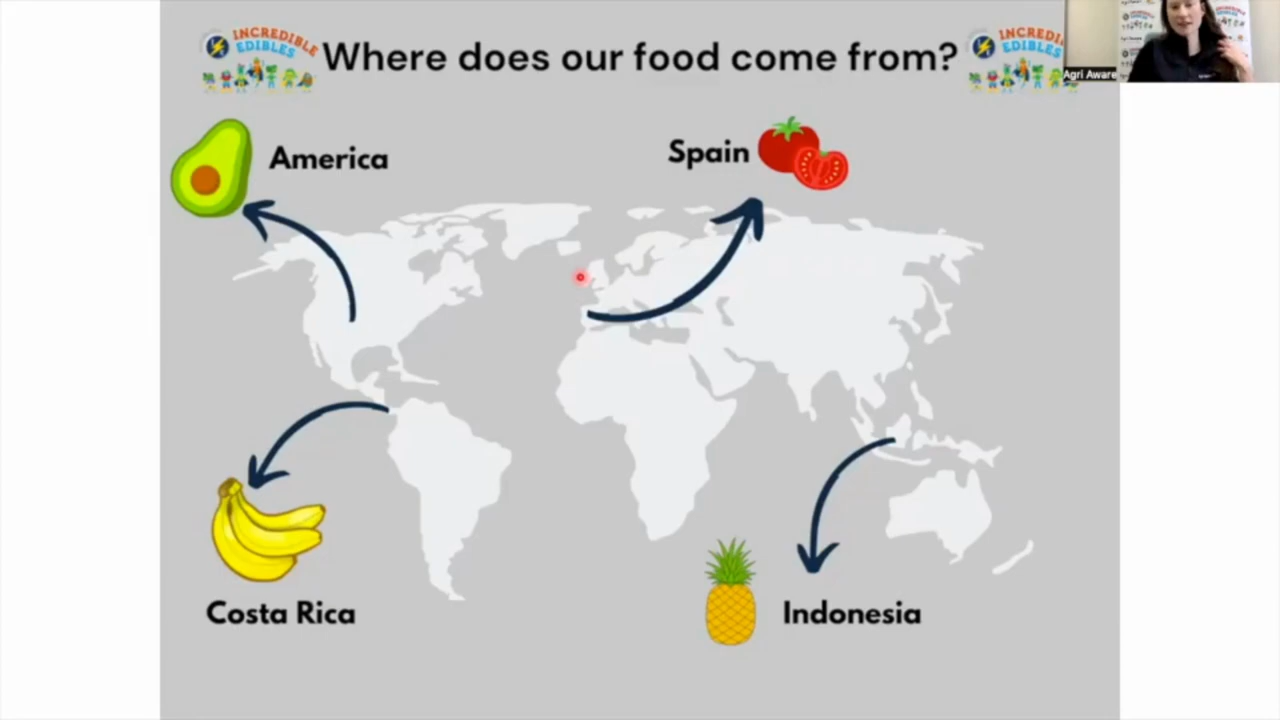 INCREDIBLE
EDIBLES
Where does our food come from?
INCREDIBLE
EDIBLES
Agri Aware
America
Spain
Costa Rica
Indonesia